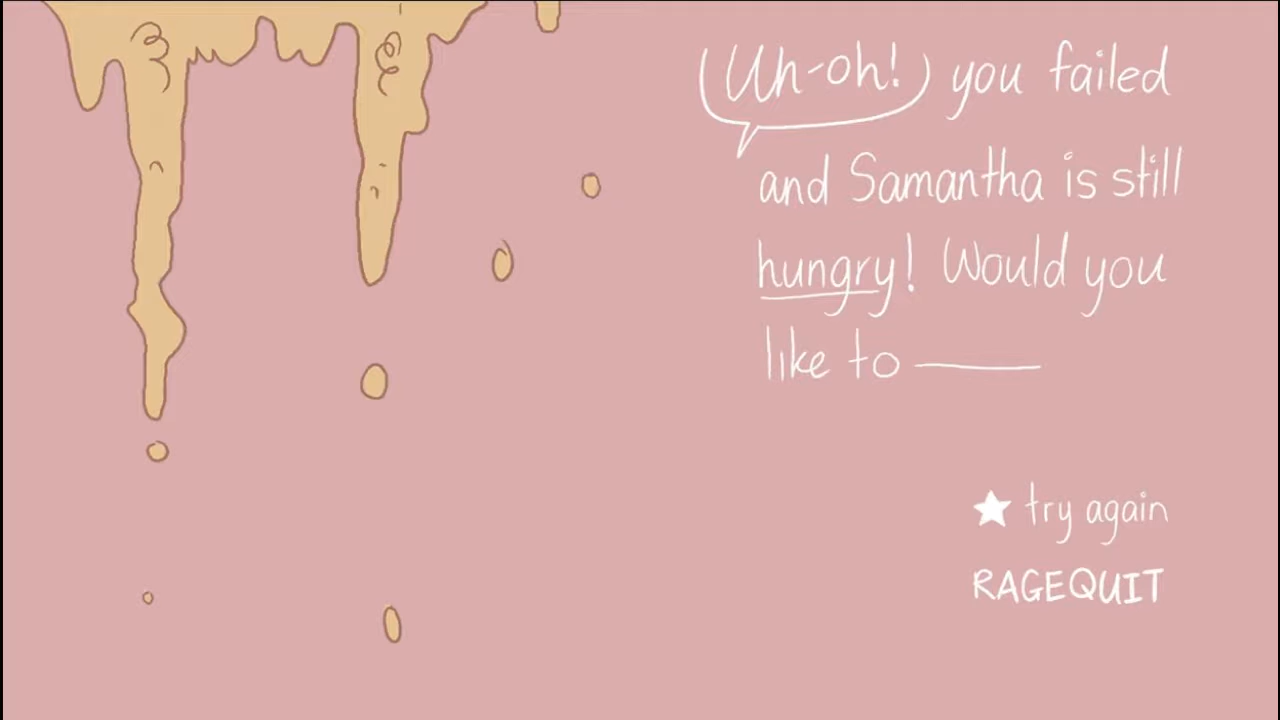 Uh-oh! you failed
and Samantha is still
hungry! Would you
like to ____
★ try again
RAGEQUIT